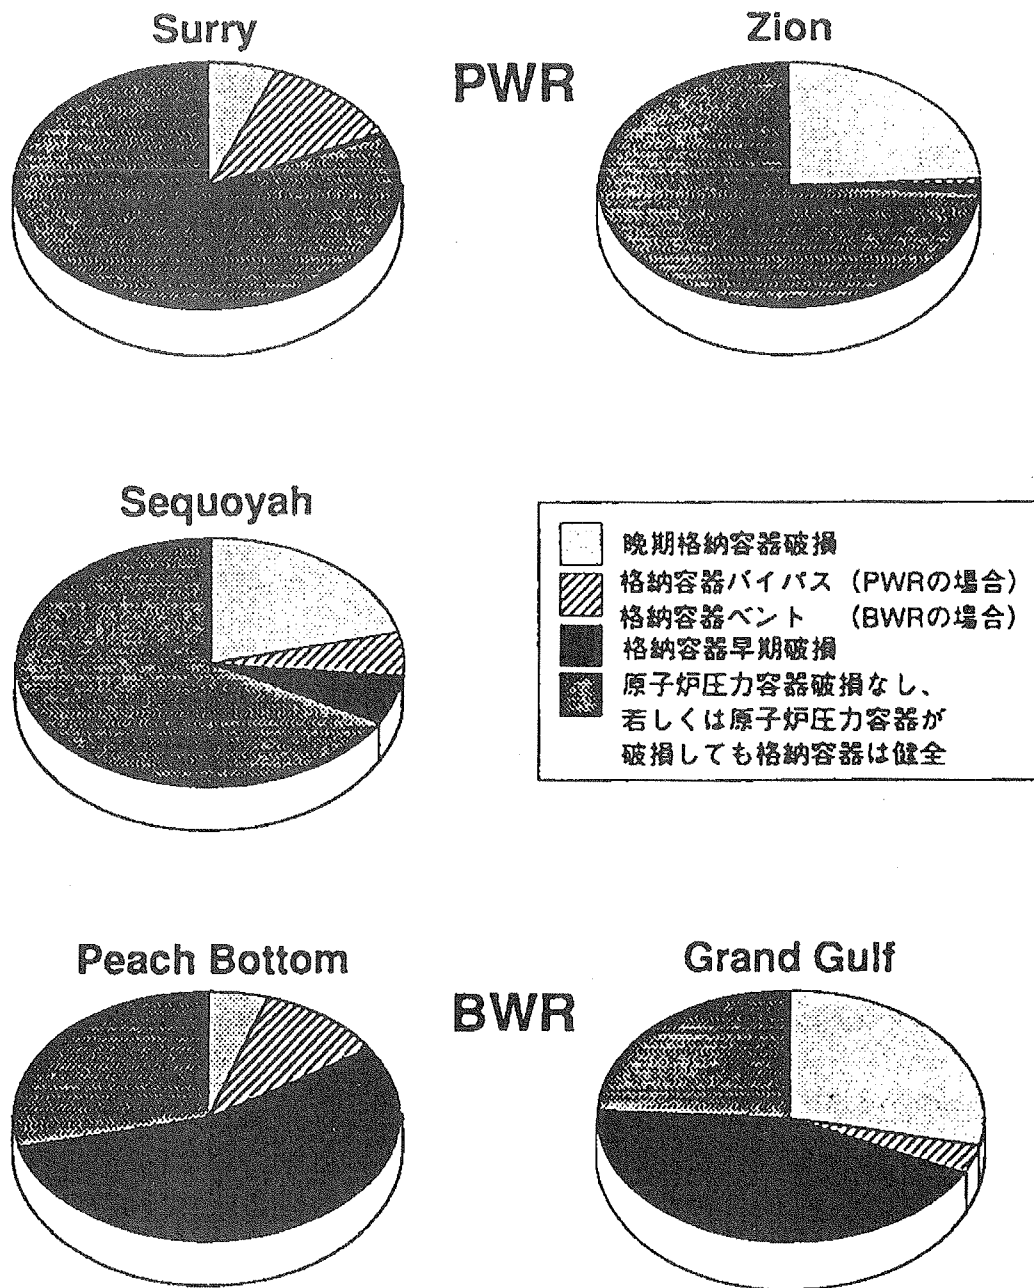 Surry
Zion
PWR
Sequoyah
晩期格納容器破損
格納容器バイパス (PWRの場合)
格納容器ベント (BWRの場合)
格納容器早期破損
原子炉圧力容器破損なし、
若しくは原子炉圧力容器が
破損しても格納容器は健全
Peach Bottom
Grand Gulf
BWR